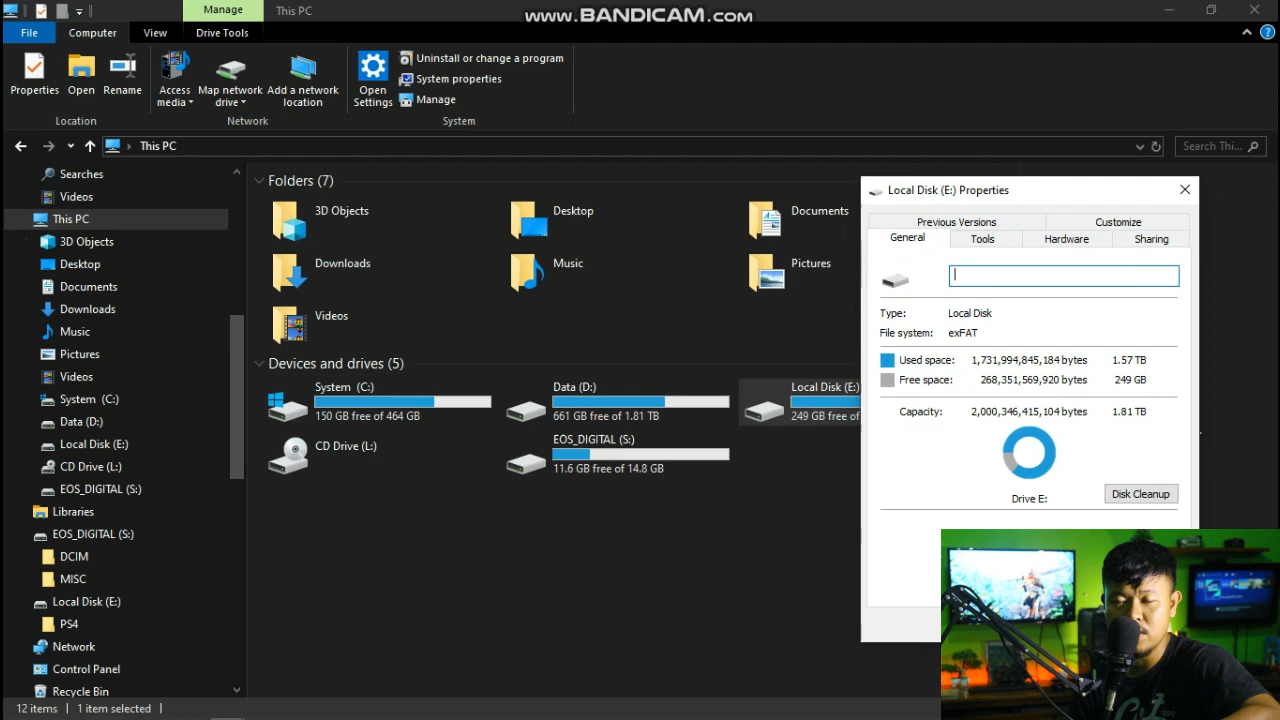 www.BANDICAM.com
Manage
This PC
File
Computer
View
Drive Tools
Properties
Open
Rename
Access media
Map network drive
Add a network location
Open Settings
Uninstall or change a program
System properties
Manage
Location
Network
System
This PC
Search Thi...
Searches
Videos
This PC
3D Objects
Desktop
Documents
Downloads
Music
Pictures
Videos
System (C:)
Data (D:)
Local Disk (E:)
CD Drive (L:)
EOS_DIGITAL (S:)
Libraries
EOS_DIGITAL (S:)
DCIM
MISC
Local Disk (E:)
PS4
Network
Control Panel
Recycle Bin
Folders (7)
3D Objects
Desktop
Documents
Downloads
Music
Pictures
Videos
Devices and drives (5)
System (C:)
150 GB free of 464 GB
Data (D:)
661 GB free of 1.81 TB
Local Disk (E:)
249 GB free of
CD Drive (L:)
EOS_DIGITAL (S:)
11.6 GB free of 14.8 GB
Local Disk (E:) Properties
Previous Versions
Customize
General
Tools
Hardware
Sharing
Type: Local Disk
File system: exFAT
Used space: 1,731,994,845,184 bytes 1.57 TB
Free space: 268,351,569,920 bytes 249 GB
Capacity: 2,000,346,415,104 bytes 1.81 TB
Drive E:
Disk Cleanup
12 items
1 item selected